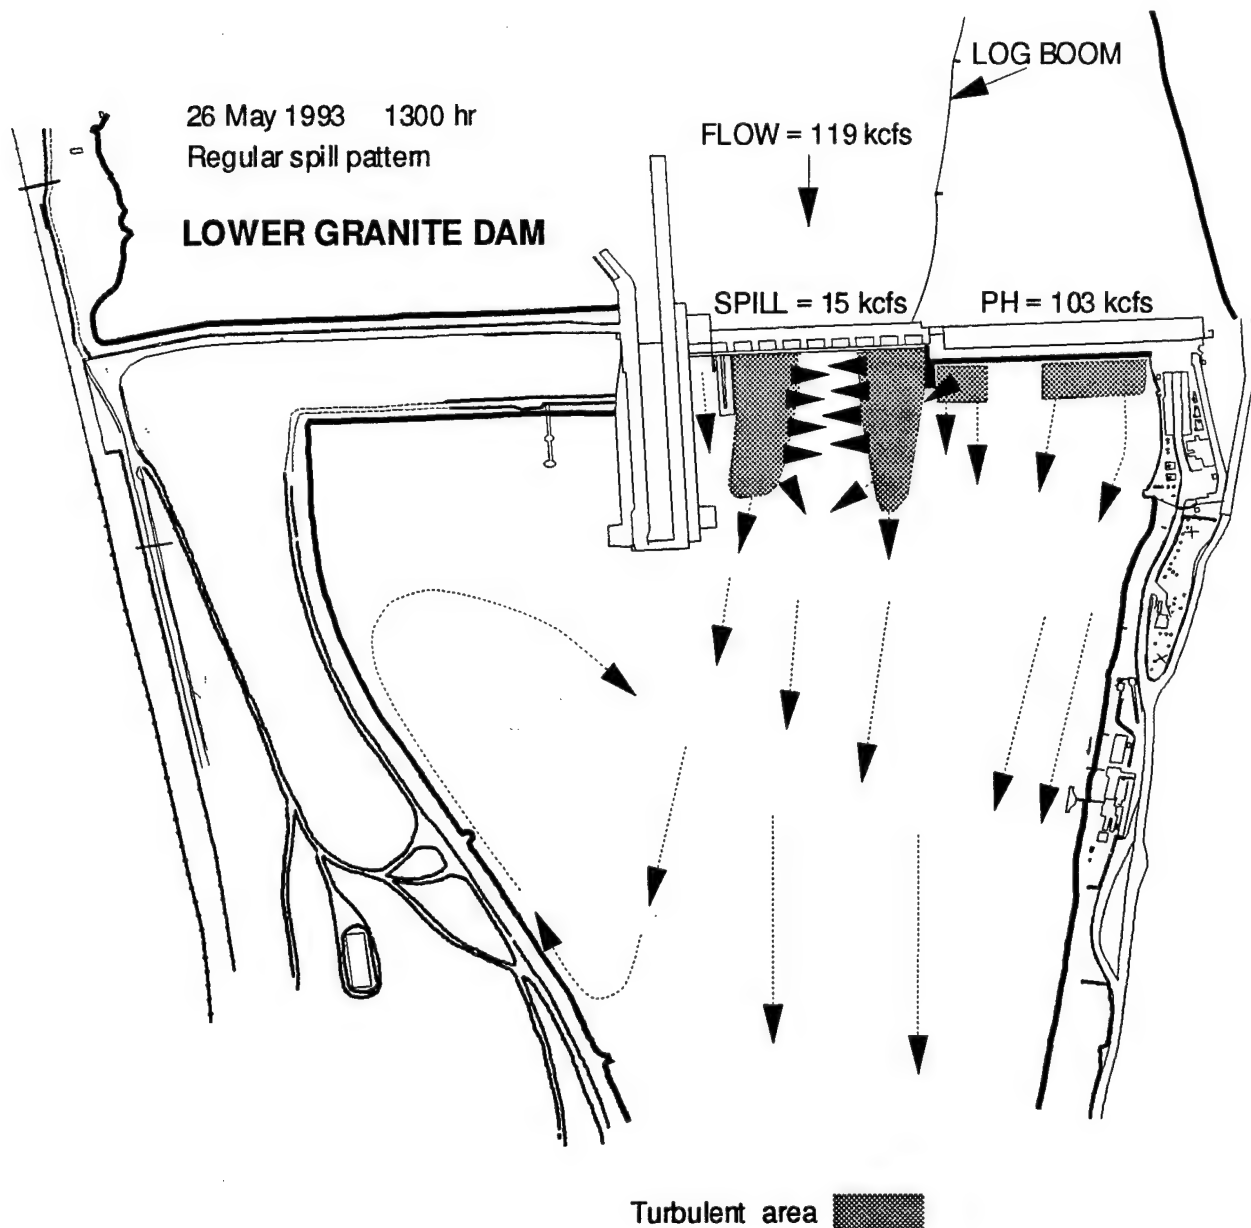 LOG BOOM
26 May 1993 1300 hr
FLOW = 119 kcfs
Regular spill pattern
LOWER GRANITE DAM
SPILL = 15 kcfs
PH = 103 kcfs
Turbulent area